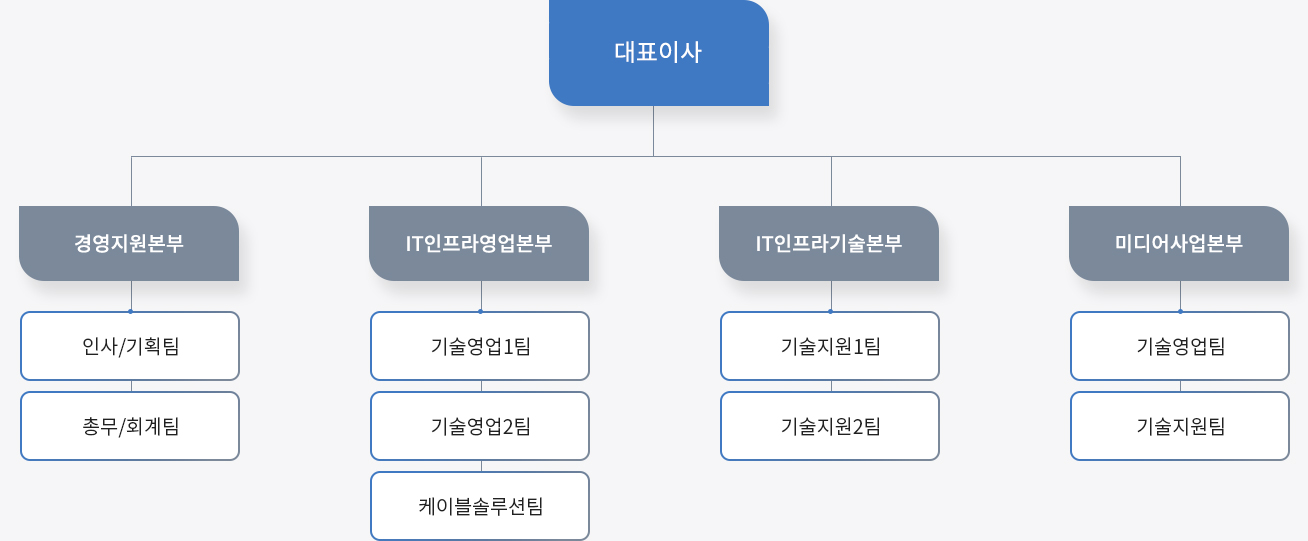 대표이사
경영지원본부
IT인프라영업본부
IT인프라기술본부
미디어사업본부
인사/기획팀
기술영업1팀
기술지원1팀
기술영업팀
총무/회계팀
기술영업2팀
기술지원2팀
기술지원팀
케이블솔루션팀